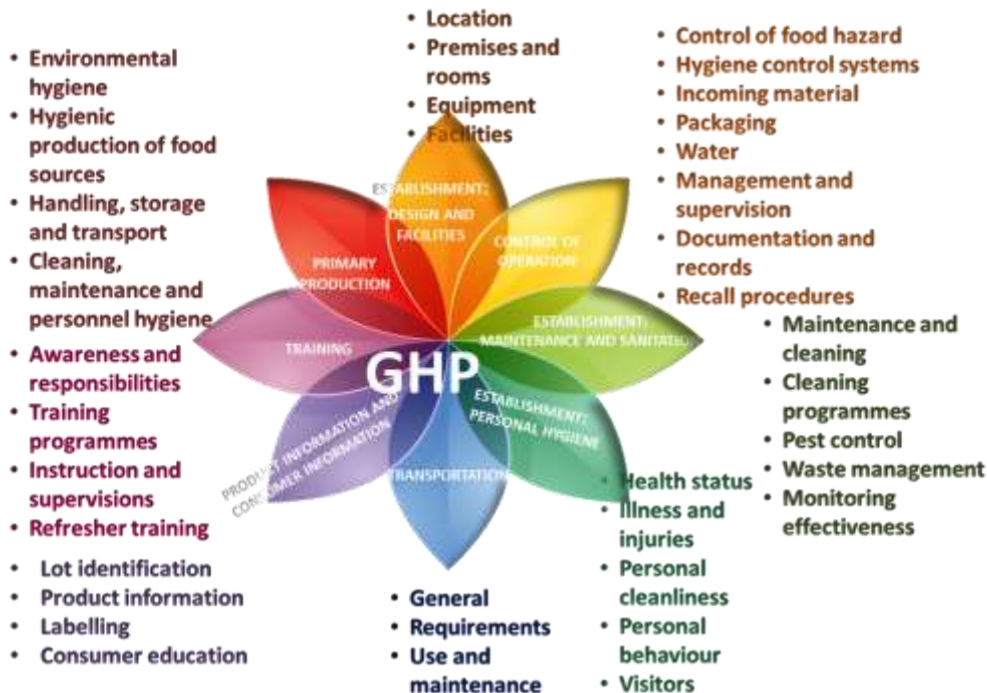 • Location
• Premises and
rooms
• Equipment
• Facilities
• Environmental
hygiene
• Hygienic
production of food
sources
• Handling, storage
and transport
• Cleaning,
maintenance and
personnel hygiene
• Control of food hazard
• Hygiene control systems
• Incoming material
• Packaging
• Water
• Management and
supervision
• Documentation and
records
• Recall procedures
ESTABLISHMENT:
DESIGN AND
FACILITIES
CONTROL OF
OPERATION
PRIMARY
PRODUCTION
ESTABLISHMENT:
MAINTENANCE AND SANITATION
TRAINING
GHP
ESTABLISHMENT:
PERSONAL HYGIENE
PRODUCT INFORMATION AND
CONSUMER INFORMATION
TRANSPORTATION
• Maintenance and
cleaning
• Cleaning
programmes
• Pest control
• Waste management
• Monitoring
effectiveness
• Awareness and
responsibilities
• Training
programmes
• Instruction and
supervisions
• Refresher training
• Health status
• Illness and
injuries
• Personal
cleanliness
• Personal
behaviour
• Visitors
• Lot identification
• Product information
• Labelling
• Consumer education
• General
• Requirements
• Use and
maintenance